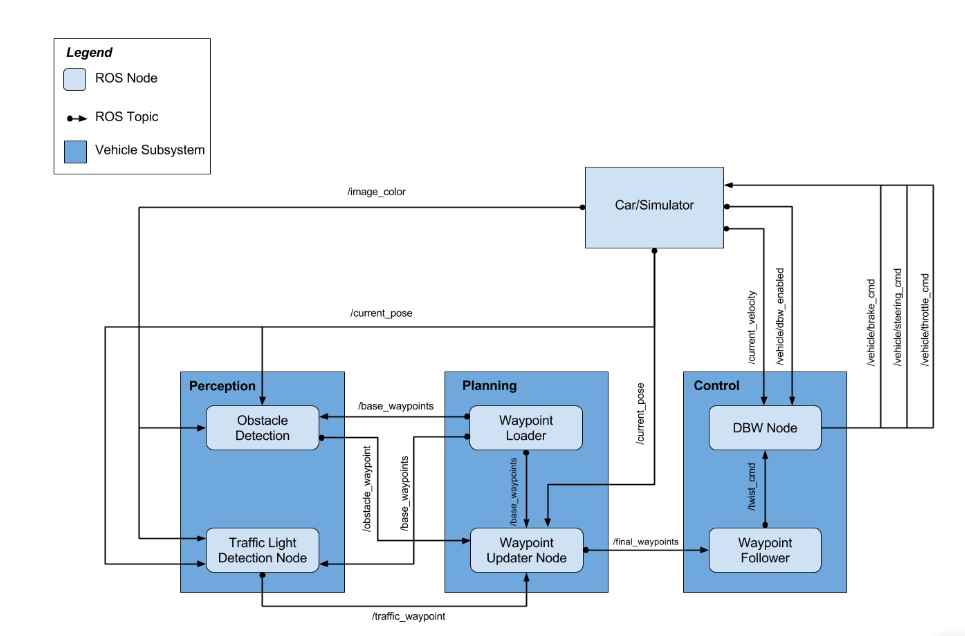 Legend
ROS Node
ROS Topic
Vehicle Subsystem
/image_color
Car/Simulator
/current_pose
/current_velocity
/vehicle/dbw_enabled
/vehicle/brake_cmd
/vehicle/steering_cmd
/vehicle/throttle_cmd
Perception
Obstacle
Detection
Traffic Light
Detection Node
/base_waypoints
/obstacle_waypoint
/base_waypoints
/traffic_waypoint
Planning
Waypoint
Loader
/base_waypoints
/current_pose
Waypoint
Updater Node
/final_waypoints
Control
DBW Node
/twist_cmd
Waypoint
Follower